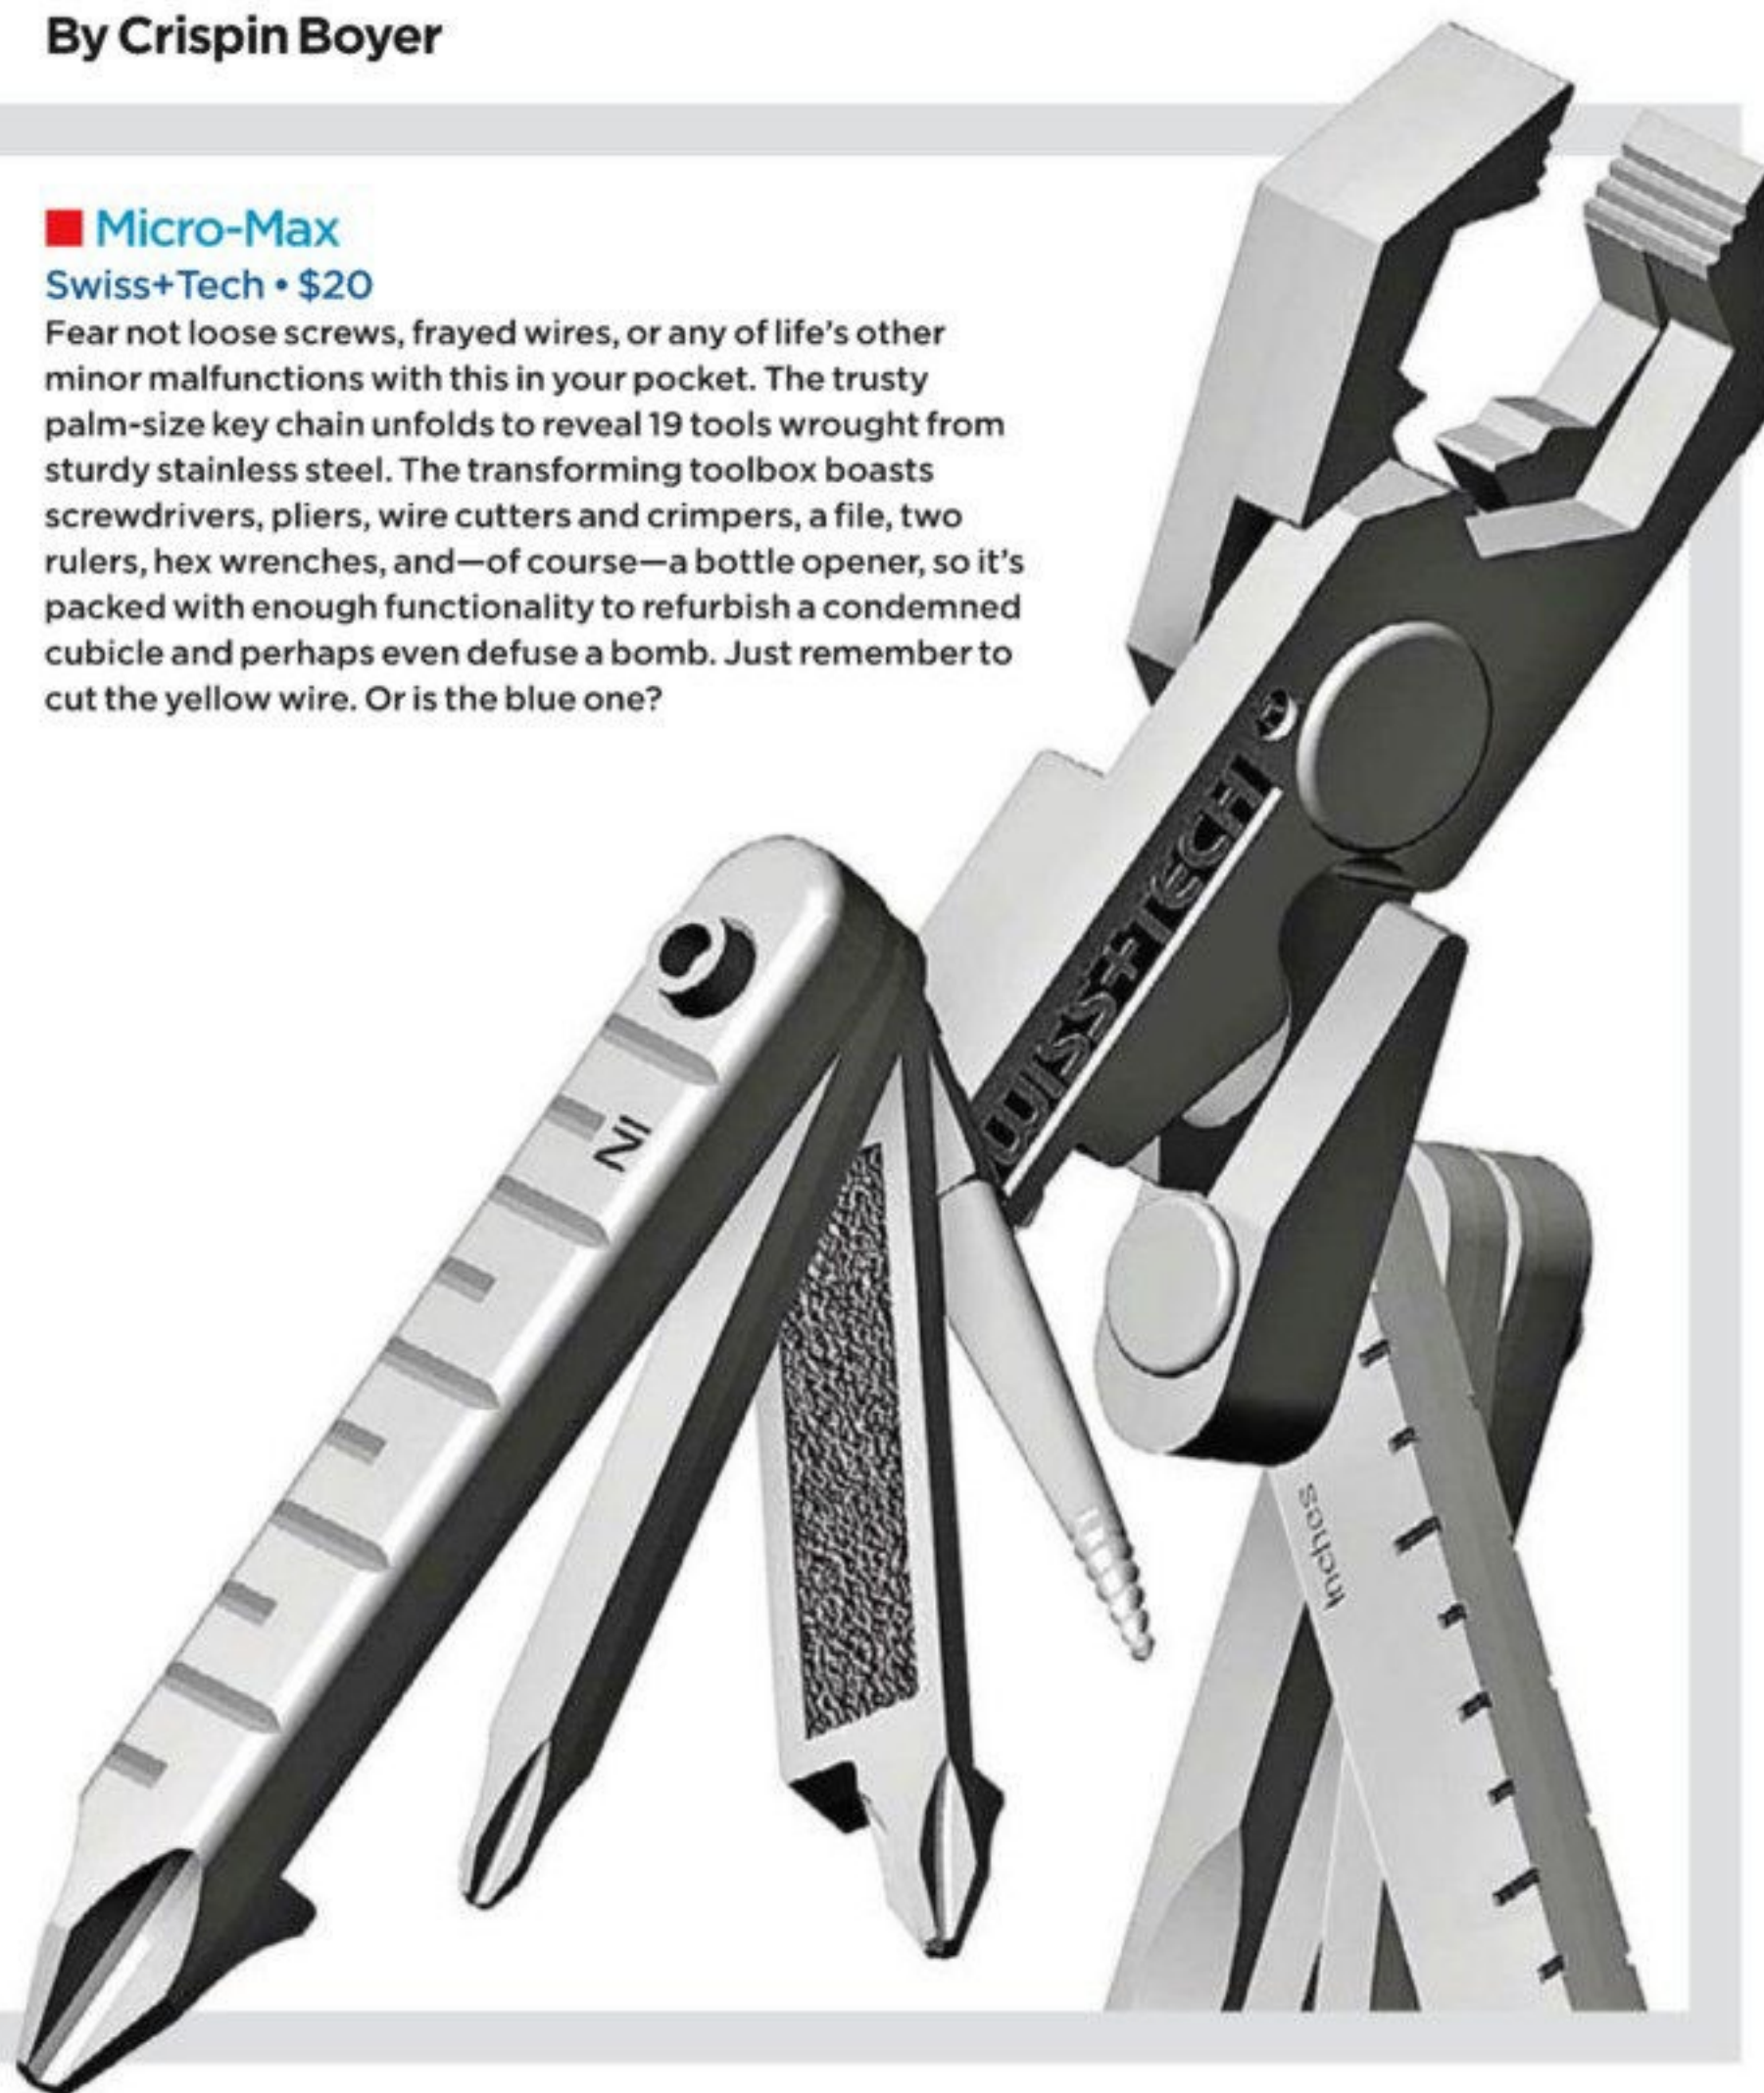 By Crispin Boyer
Micro-Max
Swiss+Tech • $20
Fear not loose screws, frayed wires, or any of life's other
minor malfunctions with this in your pocket. The trusty
palm-size key chain unfolds to reveal 19 tools wrought from
sturdy stainless steel. The transforming toolbox boasts
screwdrivers, pliers, wire cutters and crimpers, a file, two
rulers, hex wrenches, and—of course—a bottle opener, so it's
packed with enough functionality to refurbish a condemned
cubicle and perhaps even defuse a bomb. Just remember to
cut the yellow wire. Or is the blue one?
WISS+TECH
IN
Inches